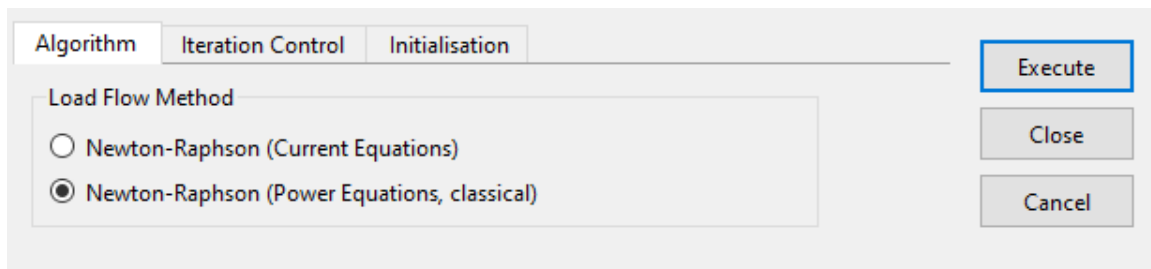 Algorithm Iteration Control Initialisation
Execute
Load Flow Method
Close
Newton-Raphson (Current Equations)
Newton-Raphson (Power Equations, classical)
Cancel